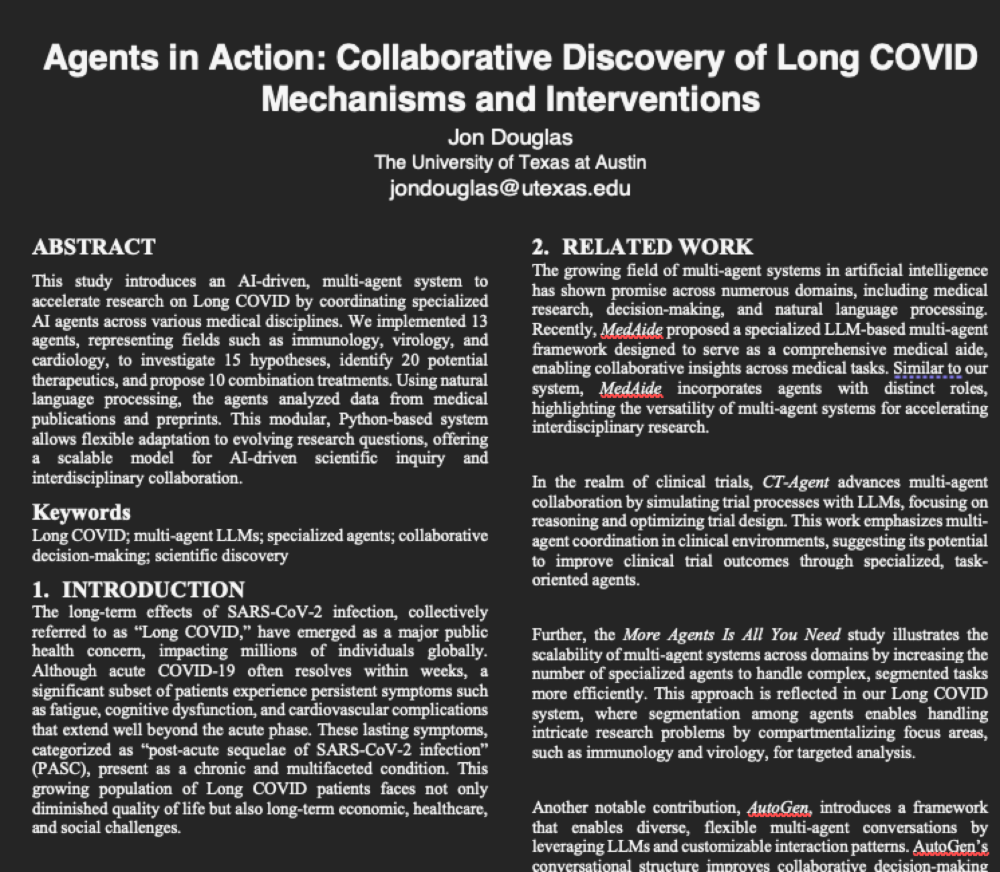 Agents in Action: Collaborative Discovery of Long COVID
Mechanisms and Interventions
Jon Douglas
The University of Texas at Austin
jondouglas@utexas.edu
ABSTRACT
This study introduces an AI-driven, multi-agent system to
accelerate research on Long COVID by coordinating specialized
AI agents across various medical disciplines. We implemented 13
agents, representing fields such as immunology, virology, and
cardiology, to investigate 15 hypotheses, identify 20 potential
therapeutics, and propose 10 combination treatments. Using natural
language processing, the agents analyzed data from medical
publications and preprints. This modular, Python-based system
allows flexible adaptation to evolving research questions, offering
a scalable model for AI-driven scientific inquiry and
interdisciplinary collaboration.
Keywords
Long COVID; multi-agent LLMs; specialized agents; collaborative
decision-making; scientific discovery
1. INTRODUCTION
The long-term effects of SARS-CoV-2 infection, collectively
referred to as “Long COVID,” have emerged as a major public
health concern, impacting millions of individuals globally.
Although acute COVID-19 often resolves within weeks, a
significant subset of patients experience persistent symptoms such
as fatigue, cognitive dysfunction, and cardiovascular complications
that extend well beyond the acute phase. These lasting symptoms,
categorized as “post-acute sequelae of SARS-CoV-2 infection”
(PASC), present as a chronic and multifaceted condition. This
growing population of Long COVID patients faces not only
diminished quality of life but also long-term economic, healthcare,
and social challenges.
2. RELATED WORK
The growing field of multi-agent systems in artificial intelligence
has shown promise across numerous domains, including medical
research, decision-making, and natural language processing.
Recently, MedAide proposed a specialized LLM-based multi-agent
framework designed to serve as a comprehensive medical aide,
enabling collaborative insights across medical tasks. Similar to our
system, MedAide incorporates agents with distinct roles,
highlighting the versatility of multi-agent systems for accelerating
interdisciplinary research.
In the realm of clinical trials, CT-Agent advances multi-agent
collaboration by simulating trial processes with LLMs, focusing on
reasoning and optimizing trial design. This work emphasizes multi-
agent coordination in clinical environments, suggesting its potential
to improve clinical trial outcomes through specialized, task-
oriented agents.
Further, the More Agents Is All You Need study illustrates the
scalability of multi-agent systems across domains by increasing the
number of specialized agents to handle complex, segmented tasks
more efficiently. This approach is reflected in our Long COVID
system, where segmentation among agents enables handling
intricate research problems by compartmentalizing focus areas,
such as immunology and virology, for targeted analysis.
Another notable contribution, AutoGen, introduces a framework
that enables diverse, flexible multi-agent conversations by
leveraging LLMs and customizable interaction patterns. AutoGen’s
conversational structure improves collaborative decision-making